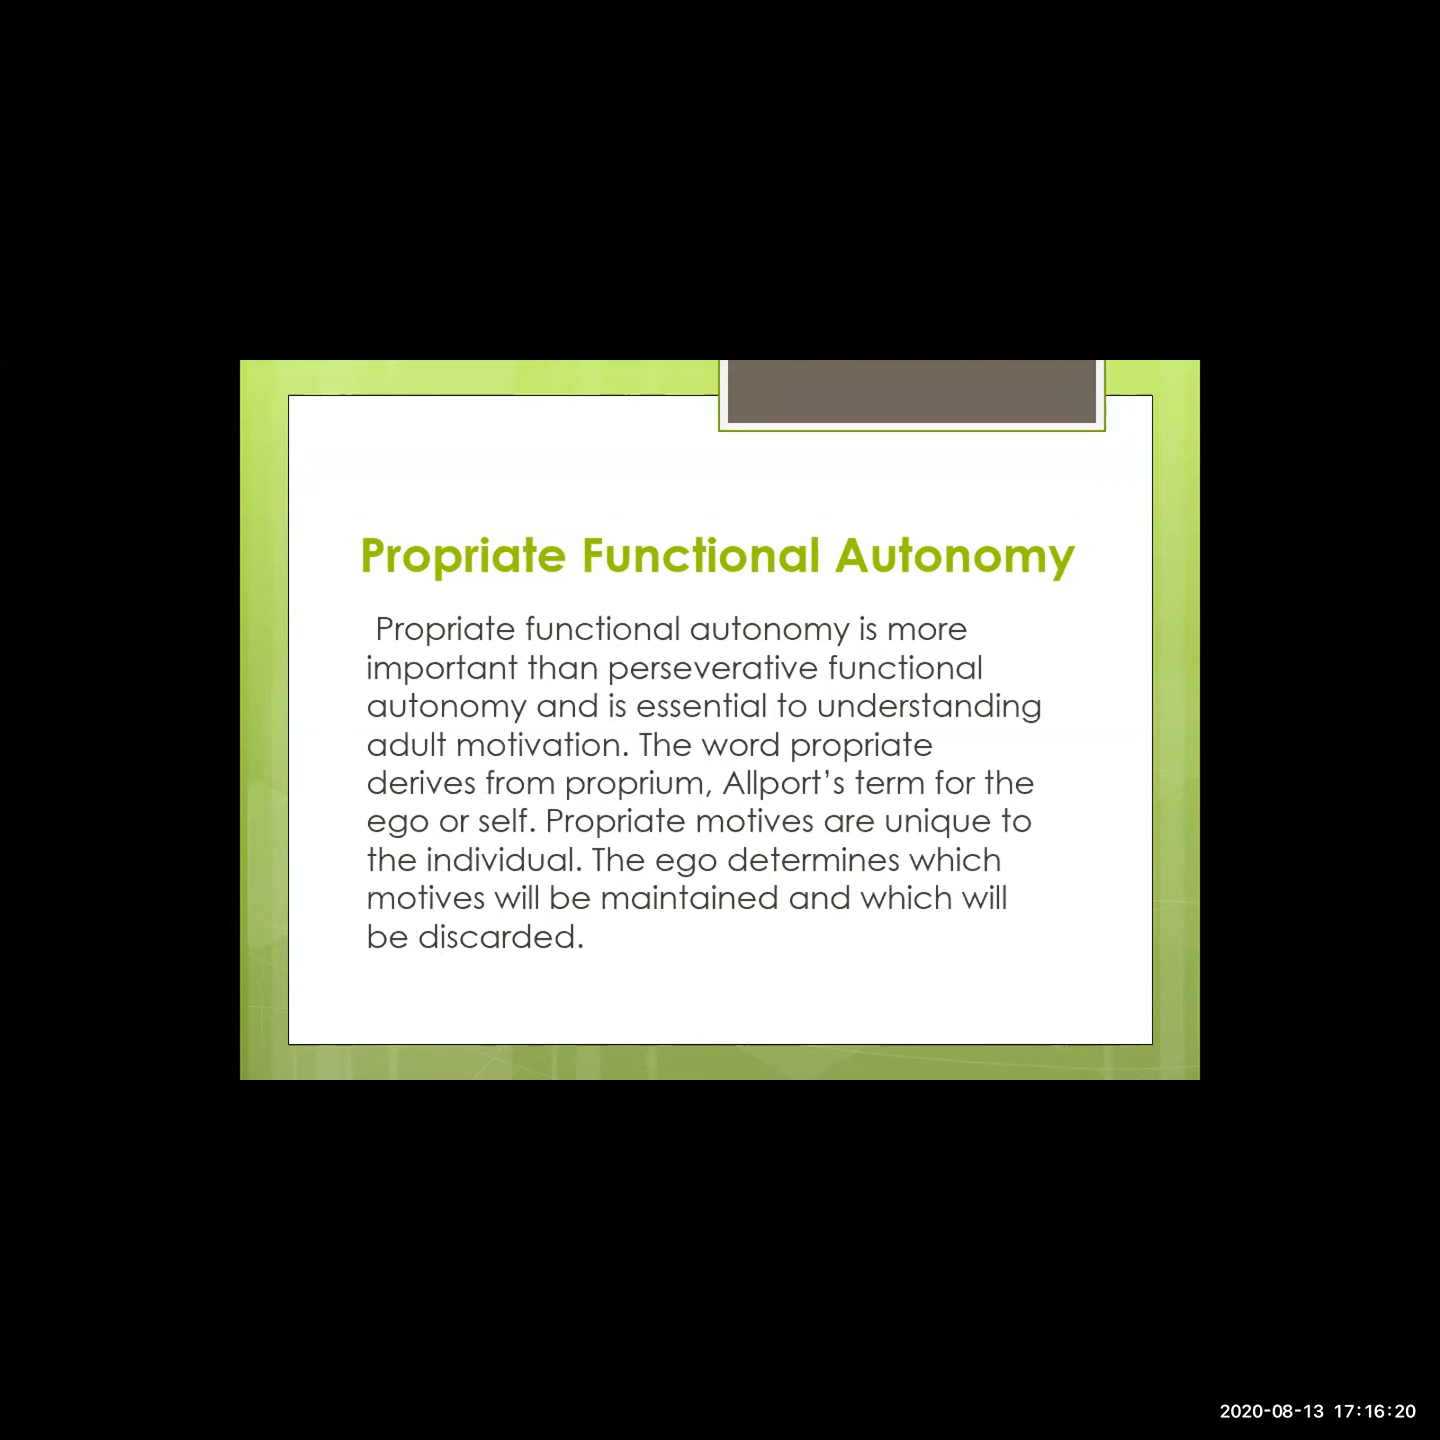 Propriate Functional Autonomy
Propriate functional autonomy is more
important than perseverative functional
autonomy and is essential to understanding
adult motivation. The word propriate
derives from proprium, Allport’s term for the
ego or self. Propriate motives are unique to
the individual. The ego determines which
motives will be maintained and which will
be discarded.
2020-08-13 17:16:20